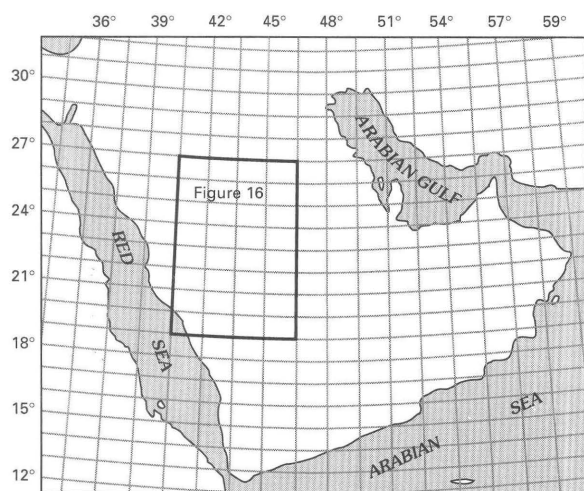 36° 39° 42° 45° 48° 51° 54° 57° 59°
30°
27°
24°
21°
18°
15°
12°
ARABIAN GULF
Figure 16
RED
SEA
ARABIAN
SEA